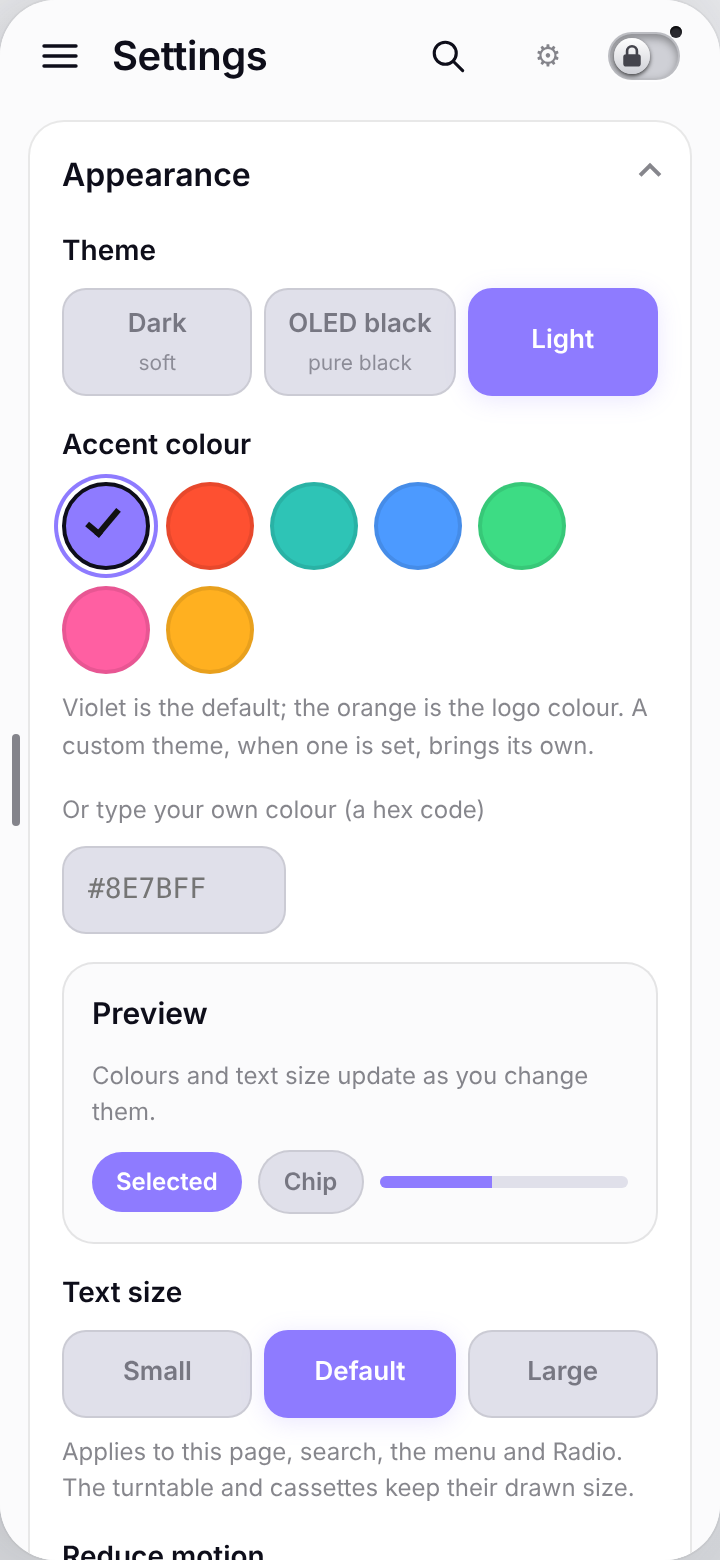 Settings
Appearance
Theme
Dark
soft
OLED black
pure black
Light
Accent colour
Violet is the default; the orange is the logo colour. A
custom theme, when one is set, brings its own.
Or type your own colour (a hex code)
#8E7BFF
Preview
Colours and text size update as you change
them.
Selected
Chip
Text size
Small
Default
Large
Applies to this page, search, the menu and Radio.
The turntable and cassettes keep their drawn size.
Reduce motion